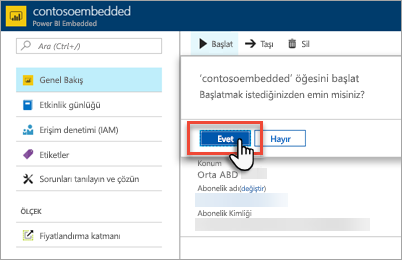 contosoembedded
Power BI Embedded
Ara (Ctrl+/)
Genel Bakış
Etkinlik günlüğü
Erişim denetimi (IAM)
Etiketler
Sorunları tanılayın ve çözün
ÖLÇEK
Fiyatlandırma katmanı
Başlat
Taşı
Sil
'contosoembedded' öğesini başlat
Başlatmak istediğinizden emin misiniz?
Evet
Hayır
Konum
Orta ABD
Abonelik adı(değiştir)
Abonelik Kimliği